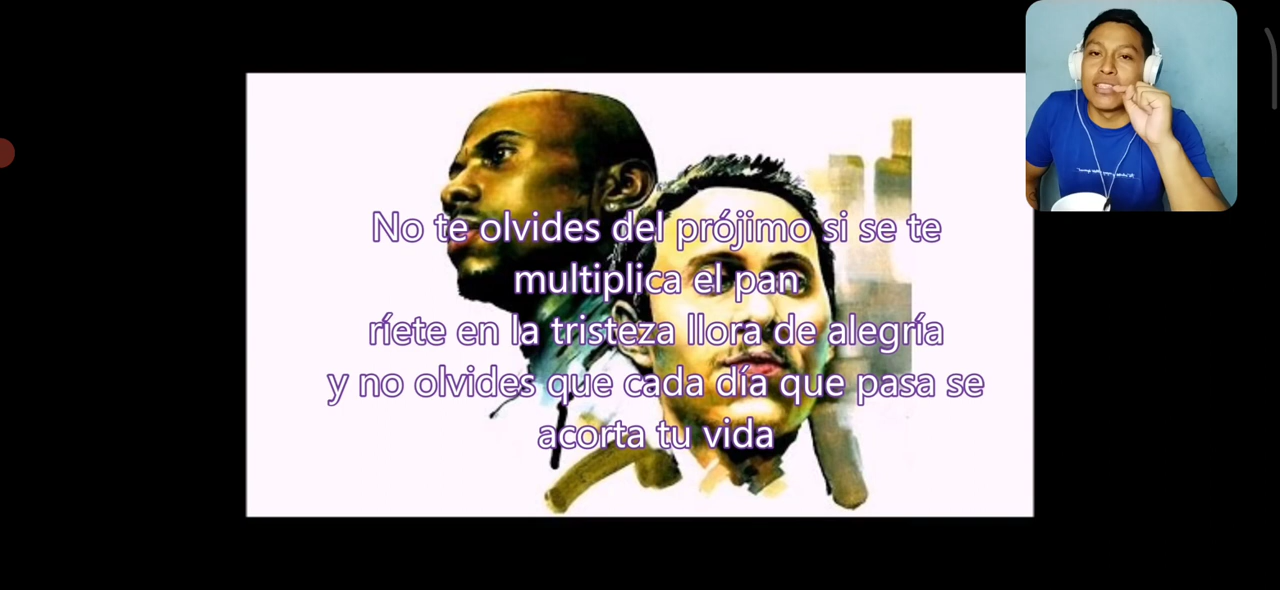 No te olvides del prójimo si se te
multiplica el pan
ríete en la tristeza llora de alegría
y no olvides que cada día que pasa se
acorta tu vida